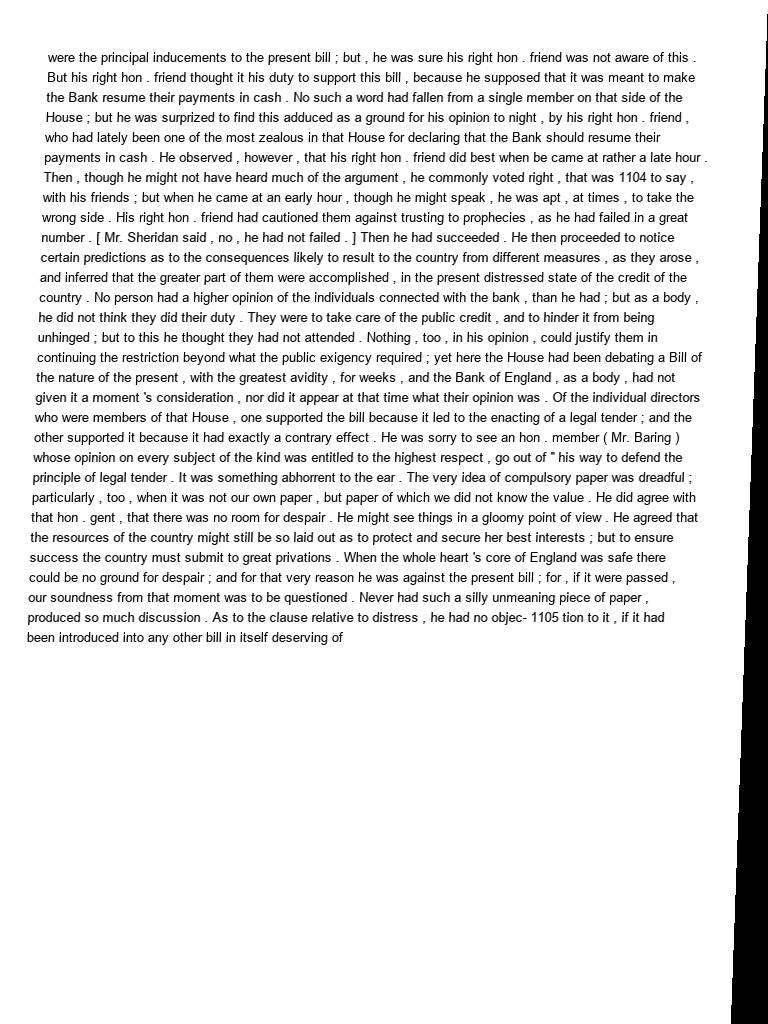 were the principal inducements to the present bill ; but , he was sure his right hon . friend was not aware of this .
But his right hon . friend thought it his duty to support this bill , because he supposed that it was meant to make
the Bank resume their payments in cash . No such a word had fallen from a single member on that side of the
House ; but he was surprized to find this adduced as a ground for his opinion to night , by his right hon . friend ,
who had lately been one of the most zealous in that House for declaring that the Bank should resume their
payments in cash . He observed , however , that his right hon . friend did best when be came at rather a late hour .
Then , though he might not have heard much of the argument , he commonly voted right , that was 1104 to say ,
with his friends ; but when he came at an early hour , though he might speak , he was apt , at times , to take the
wrong side . His right hon . friend had cautioned them against trusting to prophecies , as he had failed in a great
number . [ Mr. Sheridan said , no , he had not failed . ] Then he had succeeded . He then proceeded to notice
certain predictions as to the consequences likely to result to the country from different measures , as they arose ,
and inferred that the greater part of them were accomplished , in the present distressed state of the credit of the
country . No person had a higher opinion of the individuals connected with the bank , than he had ; but as a body ,
he did not think they did their duty . They were to take care of the public credit , and to hinder it from being
unhinged ; but to this he thought they had not attended . Nothing , too , in his opinion , could justify them in
continuing the restriction beyond what the public exigency required ; yet here the House had been debating a Bill of
the nature of the present , with the greatest avidity , for weeks , and the Bank of England , as a body , had not
given it a moment 's consideration , nor did it appear at that time what their opinion was . Of the individual directors
who were members of that House , one supported the bill because it led to the enacting of a legal tender ; and the
other supported it because it had exactly a contrary effect . He was sorry to see an hon . member ( Mr. Baring )
whose opinion on every subject of the kind was entitled to the highest respect , go out of " his way to defend the
principle of legal tender . It was something abhorrent to the ear . The very idea of compulsory paper was dreadful ;
particularly , too , when it was not our own paper , but paper of which we did not know the value . He did agree with
that hon . gent , that there was no room for despair . He might see things in a gloomy point of view . He agreed that
the resources of the country might still be so laid out as to protect and secure her best interests ; but to ensure
success the country must submit to great privations . When the whole heart 's core of England was safe there
could be no ground for despair ; and for that very reason he was against the present bill ; for , if it were passed ,
our soundness from that moment was to be questioned . Never had such a silly unmeaning piece of paper ,
produced so much discussion . As to the clause relative to distress , he had no objec- 1105 tion to it , if it had
been introduced into any other bill in itself deserving of